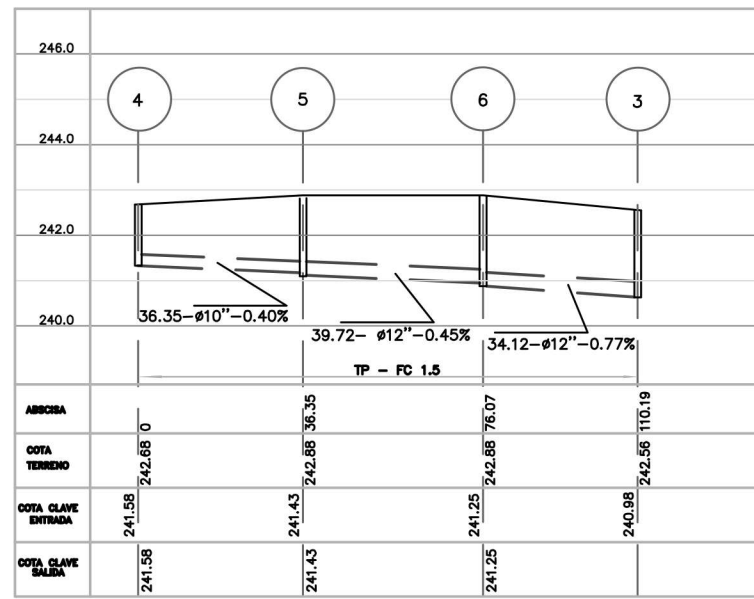 246.0
4
5
6
3
244.0
242.0
240.0
36.35-ø10"-0.40%
39.72- ø12"-0.45%
34.12-ø12"-0.77%
TP - FC 1.5
ABSCISA
0
36.35
76.07
110.19
COTA
TERRENO
242.68
242.88
242.88
242.56
COTA CLAVE
ENTRADA
241.58
241.43
241.25
240.98
COTA CLAVE
SALIDA
241.58
241.43
241.25